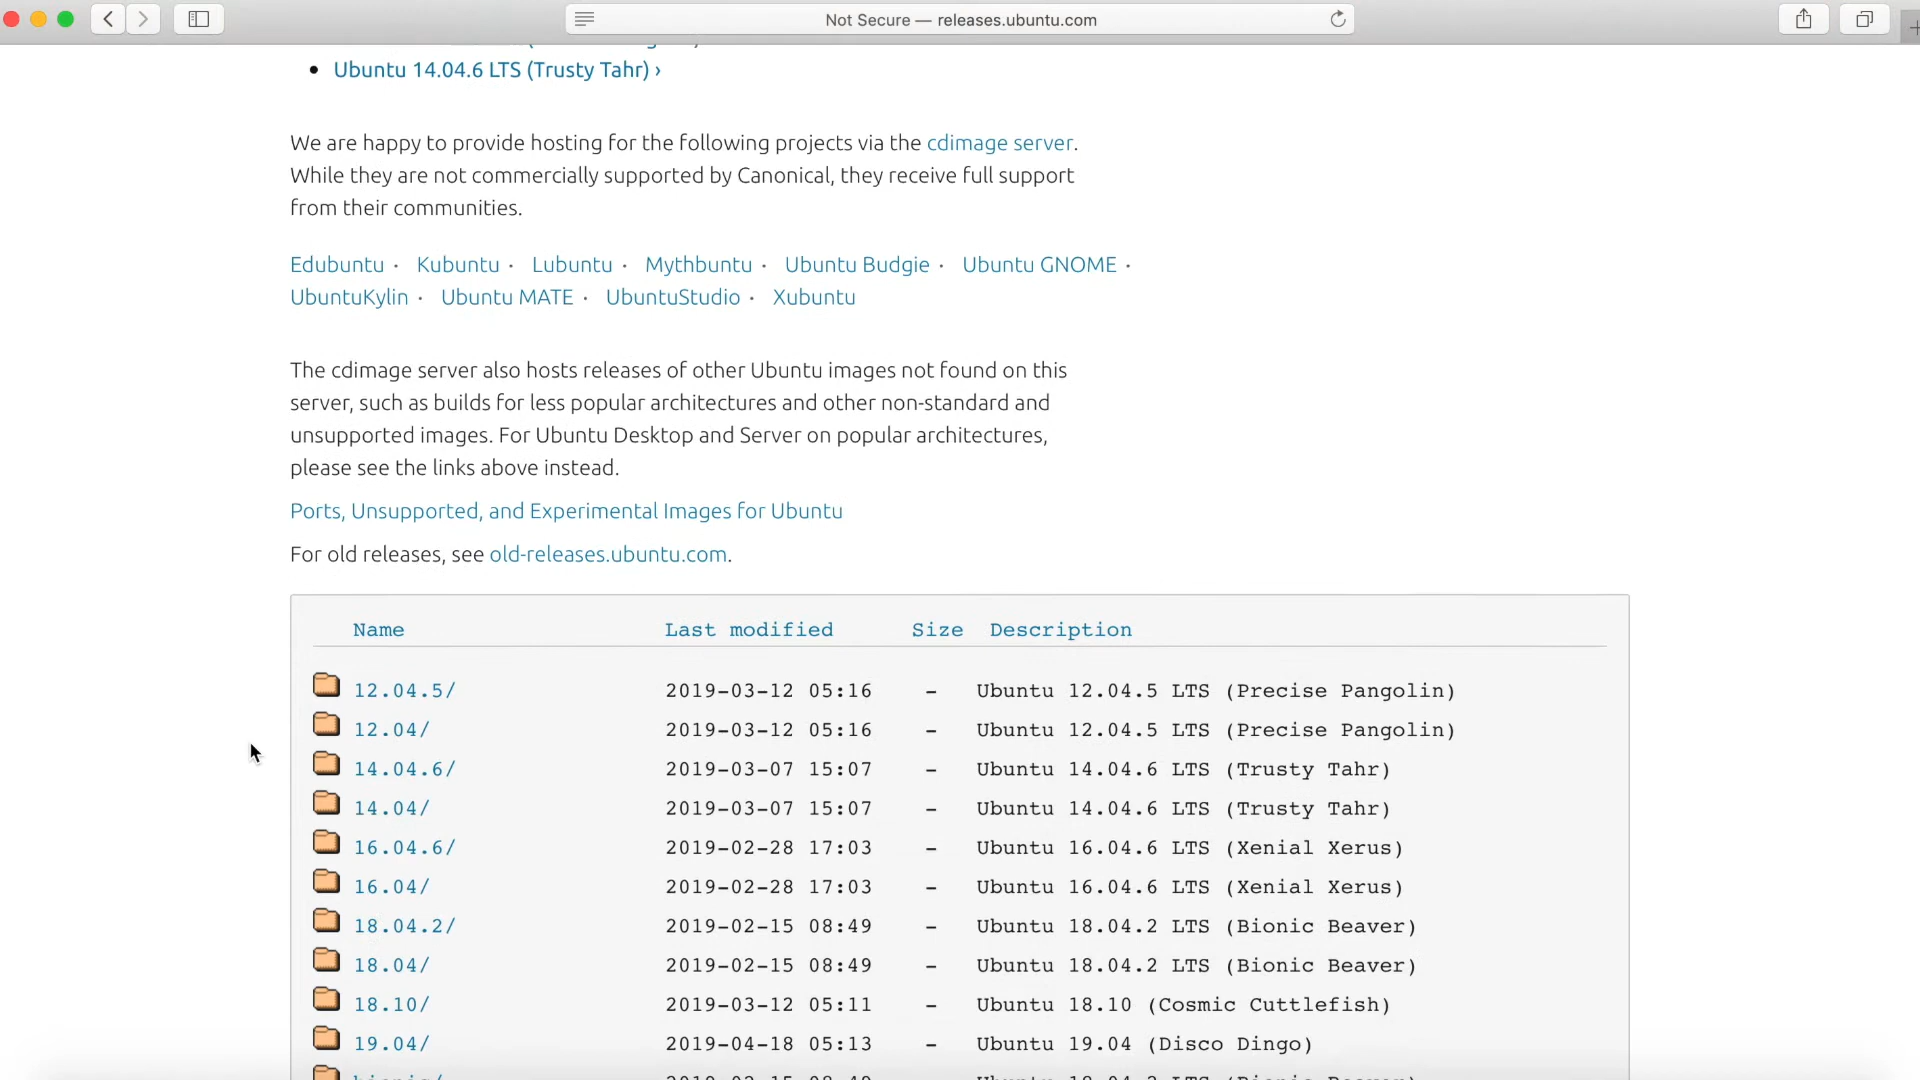 Not Secure — releases.ubuntu.com
Ubuntu 14.04.6 LTS (Trusty Tahr) ›
We are happy to provide hosting for the following projects via the cdimage server.
While they are not commercially supported by Canonical, they receive full support
from their communities.
Edubuntu · Kubuntu · Lubuntu · Mythbuntu · Ubuntu Budgie · Ubuntu GNOME ·
UbuntuKylin · Ubuntu MATE · UbuntuStudio · Xubuntu
The cdimage server also hosts releases of other Ubuntu images not found on this
server, such as builds for less popular architectures and other non-standard and
unsupported images. For Ubuntu Desktop and Server on popular architectures,
please see the links above instead.
Ports, Unsupported, and Experimental Images for Ubuntu
For old releases, see old-releases.ubuntu.com.
Name Last modified Size Description
12.04.5/ 2019-03-12 05:16 - Ubuntu 12.04.5 LTS (Precise Pangolin)
12.04/ 2019-03-12 05:16 - Ubuntu 12.04.5 LTS (Precise Pangolin)
14.04.6/ 2019-03-07 15:07 - Ubuntu 14.04.6 LTS (Trusty Tahr)
14.04/ 2019-03-07 15:07 - Ubuntu 14.04.6 LTS (Trusty Tahr)
16.04.6/ 2019-02-28 17:03 - Ubuntu 16.04.6 LTS (Xenial Xerus)
16.04/ 2019-02-28 17:03 - Ubuntu 16.04.6 LTS (Xenial Xerus)
18.04.2/ 2019-02-15 08:49 - Ubuntu 18.04.2 LTS (Bionic Beaver)
18.04/ 2019-02-15 08:49 - Ubuntu 18.04.2 LTS (Bionic Beaver)
18.10/ 2019-03-12 05:11 - Ubuntu 18.10 (Cosmic Cuttlefish)
19.04/ 2019-04-18 05:13 - Ubuntu 19.04 (Disco Dingo)